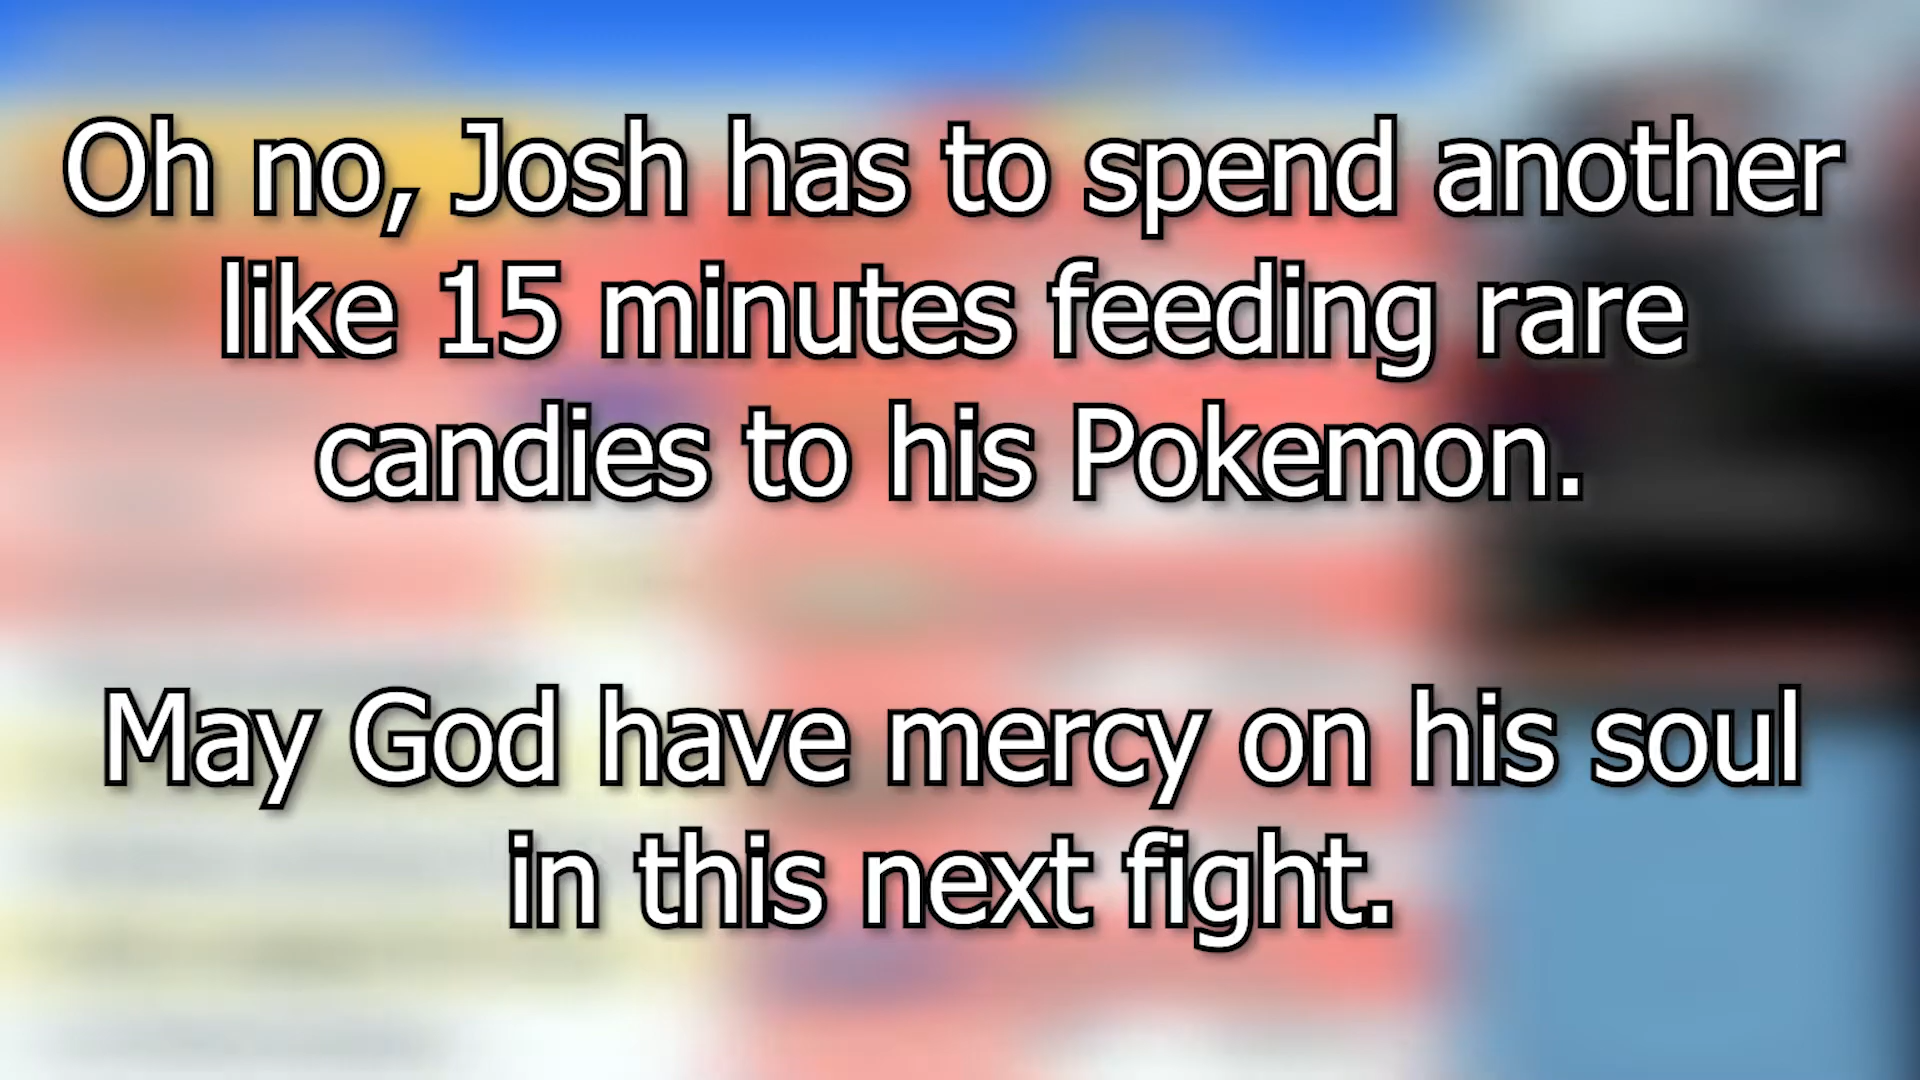 Oh no, Josh has to spend another
like 15 minutes feeding rare
candies to his Pokemon.
May God have mercy on his soul
in this next fight.